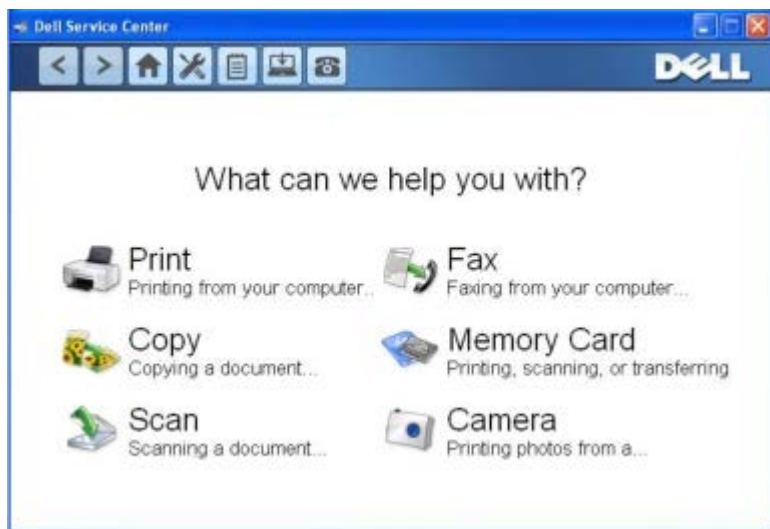 Dell Service Center
DELL
What can we help you with?
Print
Printing from your computer..
Fax
Faxing from your computer...
Copy
Copying a document...
Memory Card
Printing, scanning, or transferring
Scan
Scanning a document...
Camera
Printing photos from a...